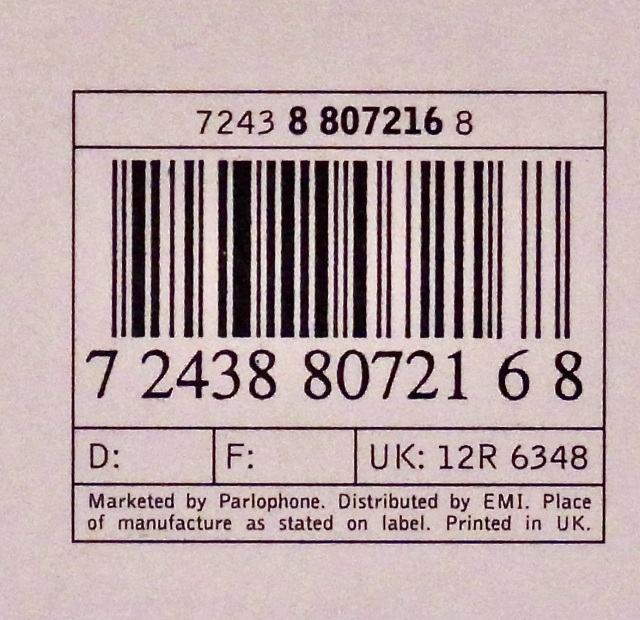 7243 8 807216 8
7 24388 80721 6 8
D: F: UK: 12R 6348
Marketed by Parlophone. Distributed by EMI. Place
of manufacture as stated on label. Printed in UK.